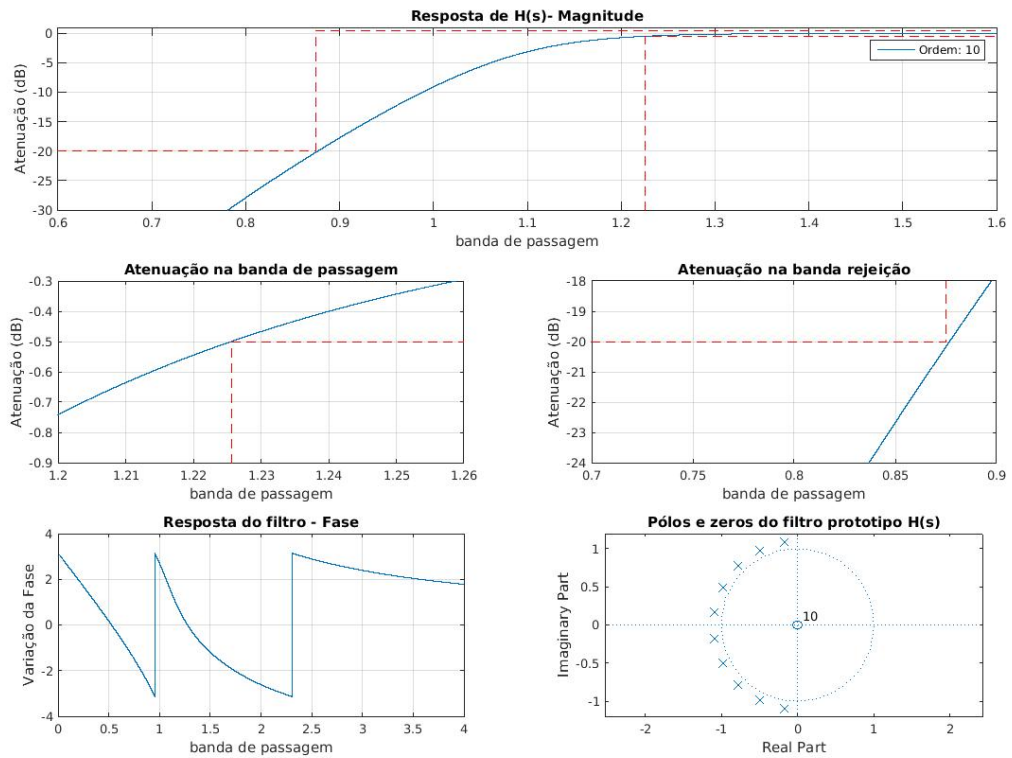 Resposta de H(s)- Magnitude
Atenuação (dB)
0
-5
-10
-15
-20
-25
-30
0.6 0.7 0.8 0.9 1 1.1 1.2 1.3 1.4 1.5 1.6
banda de passagem
Ordem: 10
Atenuação na banda de passagem
Atenuação (dB)
-0.3
-0.4
-0.5
-0.6
-0.7
-0.8
-0.9
1.2 1.21 1.22 1.23 1.24 1.25 1.26
banda de passagem
Atenuação na banda rejeição
Atenuação (dB)
-18
-19
-20
-21
-22
-23
-24
0.7 0.75 0.8 0.85 0.9
banda de passagem
Resposta do filtro - Fase
Variação da Fase
4
2
0
-2
-4
0 0.5 1 1.5 2 2.5 3 3.5 4
banda de passagem
Pólos e zeros do filtro prototipo H(s)
Imaginary Part
1
0.5
0
-0.5
-1
10
-2 -1 0 1 2
Real Part